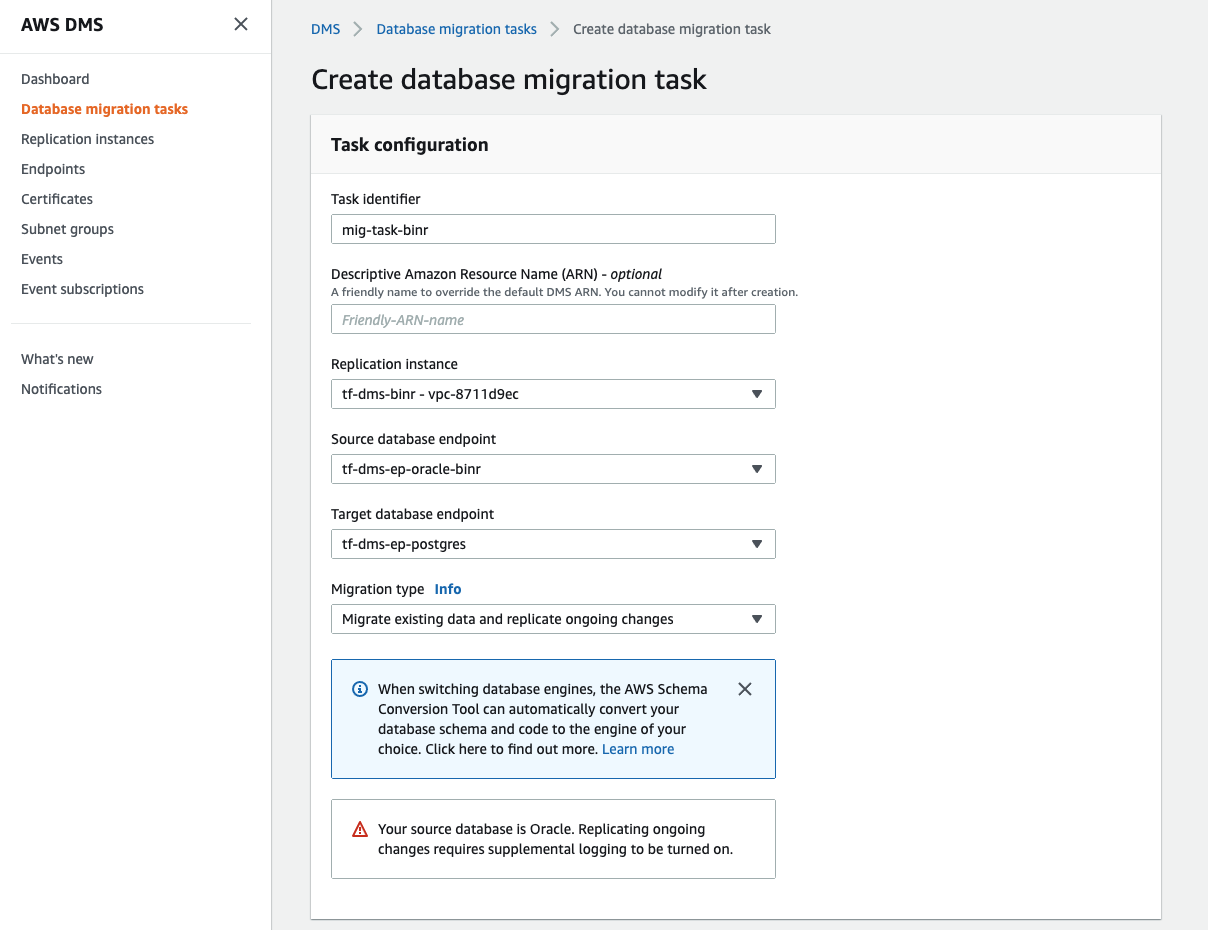 AWS DMS
Dashboard
Database migration tasks
Replication instances
Endpoints
Certificates
Subnet groups
Events
Event subscriptions
What's new
Notifications
DMS > Database migration tasks > Create database migration task
Create database migration task
Task configuration
Task identifier
mig-task-binr
Descriptive Amazon Resource Name (ARN) - optional
A friendly name to override the default DMS ARN. You cannot modify it after creation.
Friendly-ARN-name
Replication instance
tf-dms-binr - vpc-8711d9ec
Source database endpoint
tf-dms-ep-oracle-binr
Target database endpoint
tf-dms-ep-postgres
Migration type Info
Migrate existing data and replicate ongoing changes
When switching database engines, the AWS Schema
Conversion Tool can automatically convert your
database schema and code to the engine of your
choice. Click here to find out more. Learn more
Your source database is Oracle. Replicating ongoing
changes requires supplemental logging to be turned on.